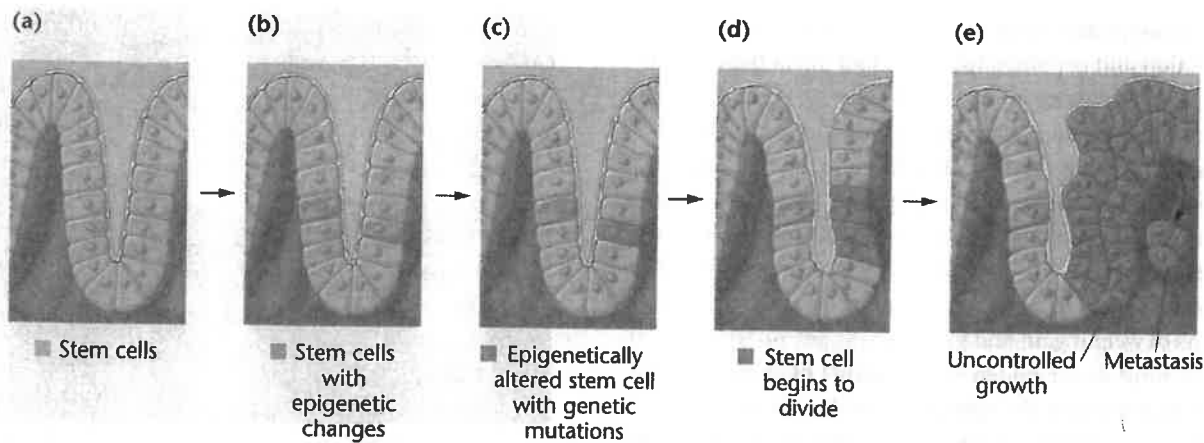 (a)
(b)
(c)
(d)
(e)
Stem cells
Stem cells
with
epigenetic
changes
Epigenetically
altered stem cell
with genetic
mutations
Stem cell
begins to
divide
Uncontrolled
growth
Metastasis